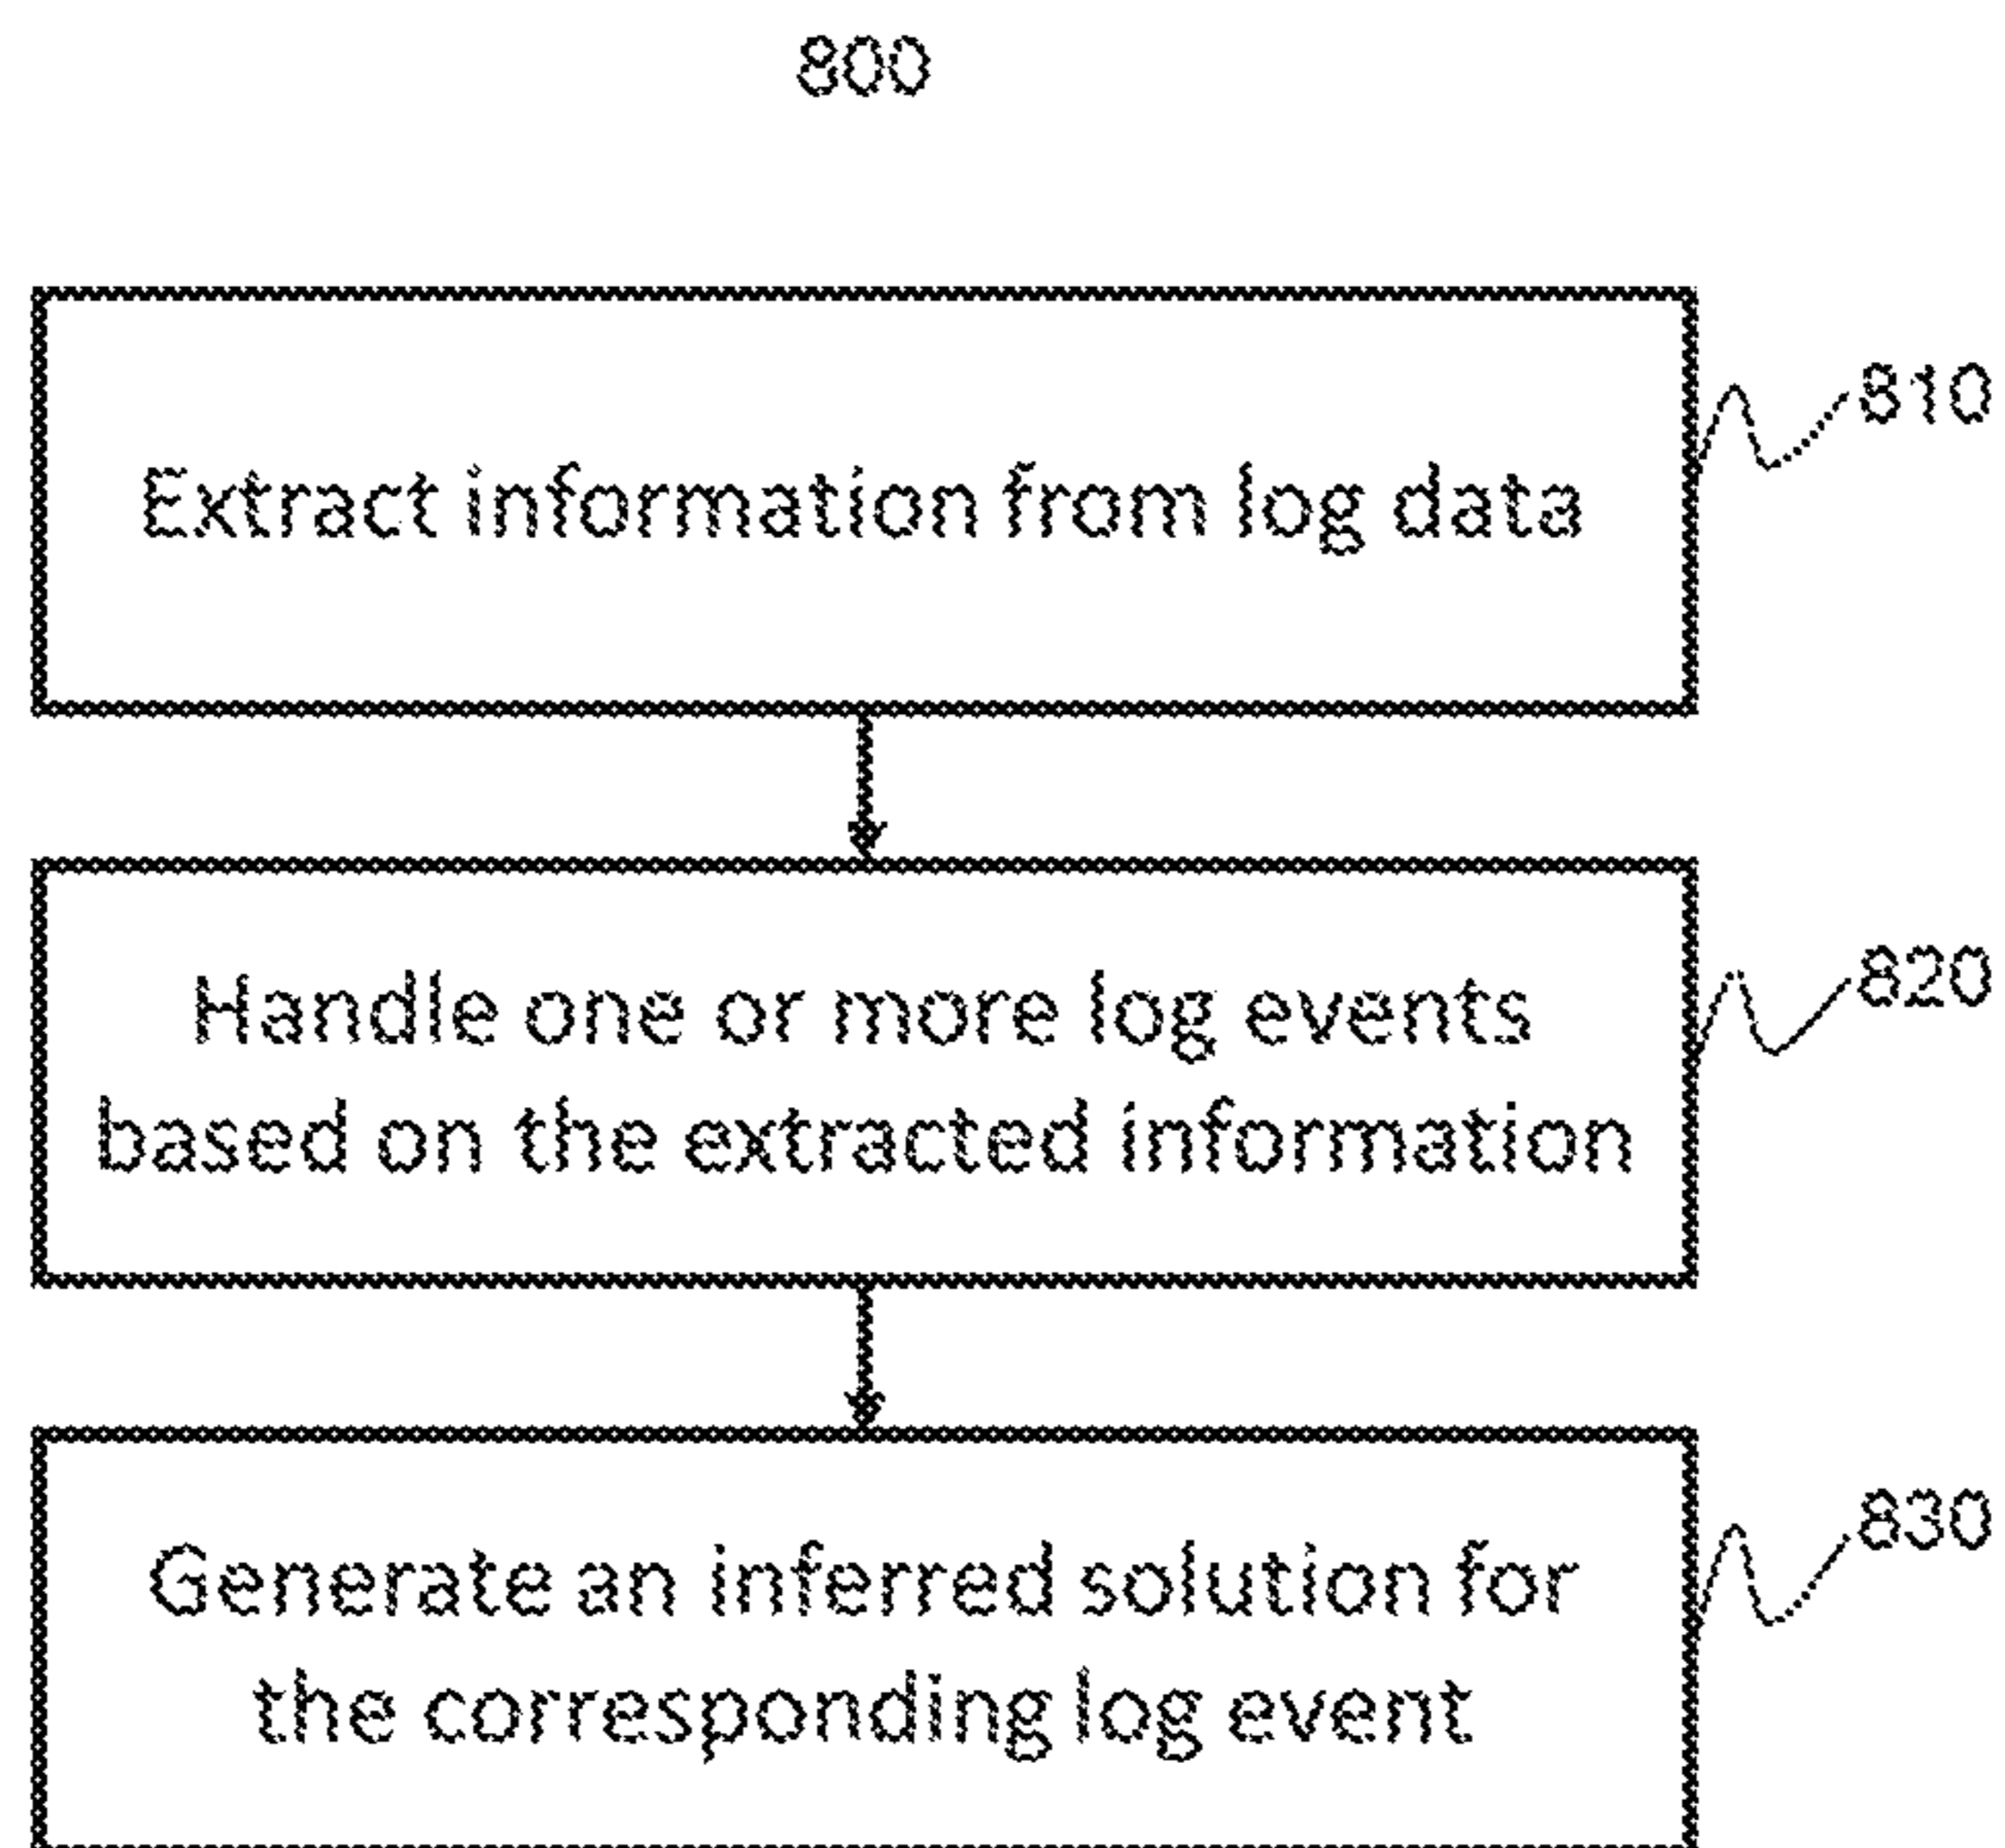 800
Extract information from log data
810
Handle one or more log events
based on the extracted information
820
Generate an inferred solution for
the corresponding log event
830